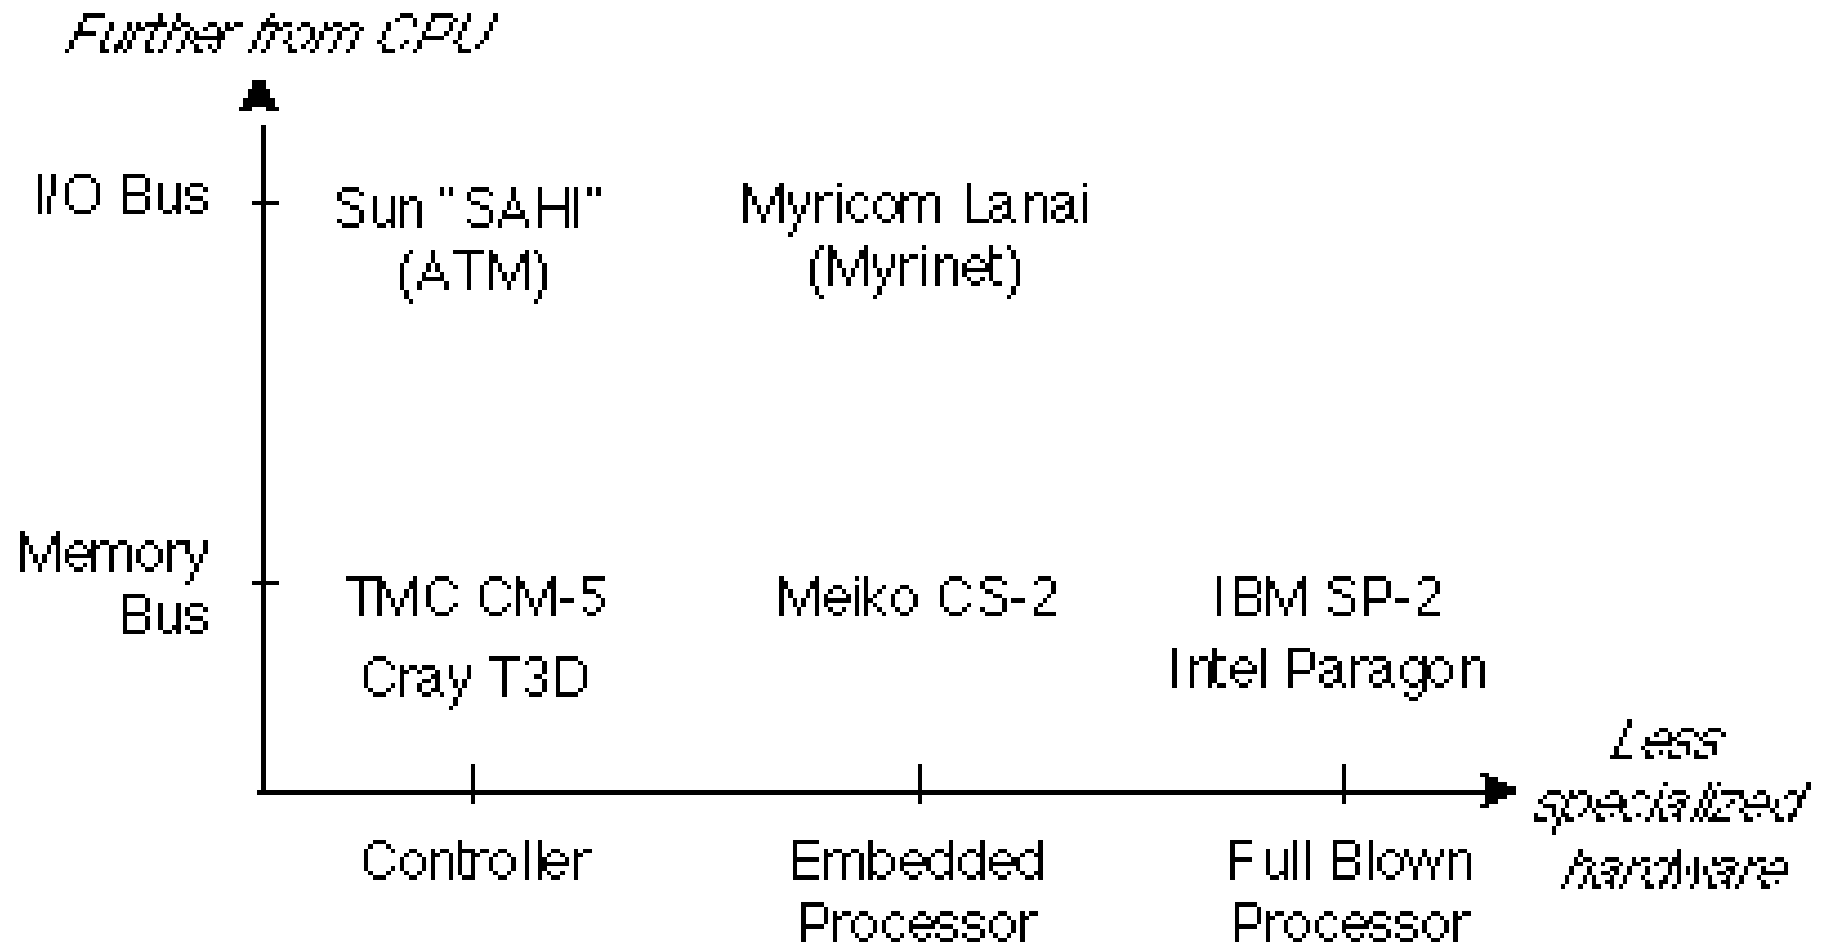 Further from CPU
I/O Bus
Sun "SAHI"
(ATM)
Myricom Lanai
(Myrinet)
Memory
Bus
TMC CM-5
Cray T3D
Meiko CS-2
IBM SP-2
Intel Paragon
Less
specialized
hardware
Controller
Embedded
Processor
Full Blown
Processor